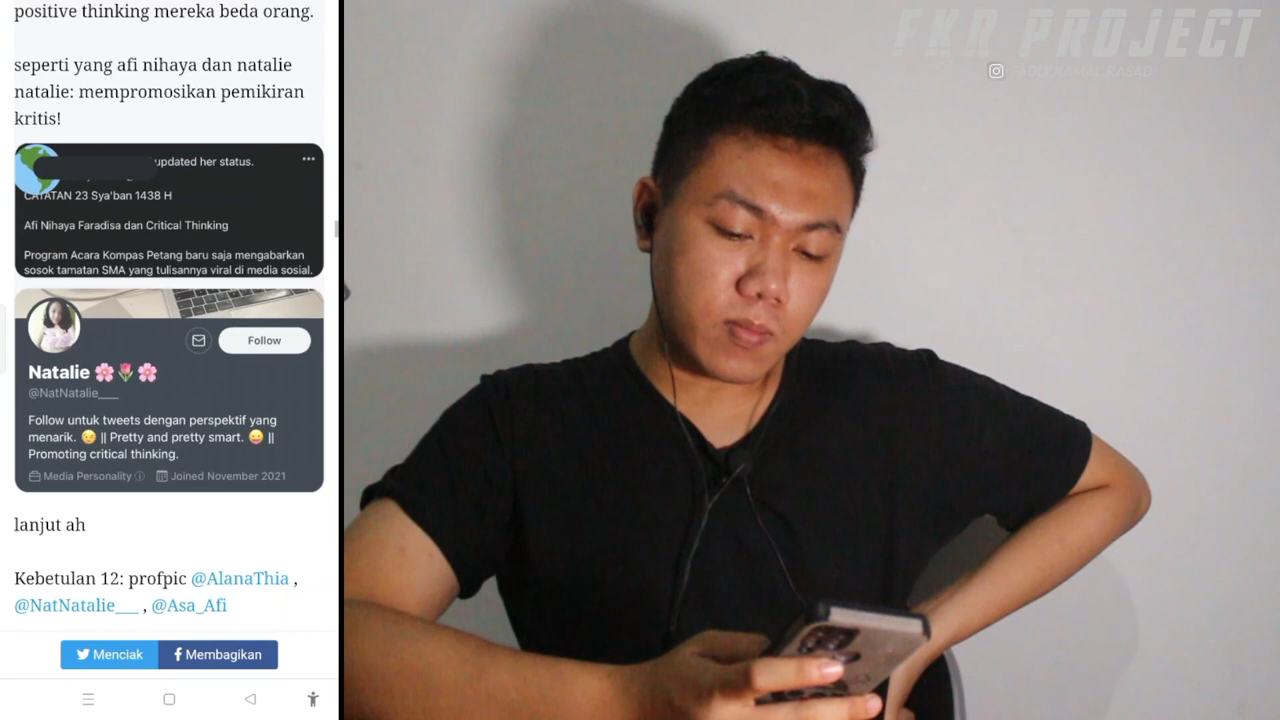 positive thinking mereka beda orang.
seperti yang afi nihaya dan natalie
natalie: mempromosikan pemikiran
kritis!
updated her status.
CATATAN 23 Sya'ban 1438 H
Afi Nihaya Faradisa dan Critical Thinking
Program Acara Kompas Petang baru saja mengabarkan
sosok tamatan SMA yang tulisannya viral di media sosial.
Follow
Natalie 🌸🌷🌸
@NatNatalie___
Follow untuk tweets dengan perspektif yang
menarik. 😉 || Pretty and pretty smart. 😛 ||
Promoting critical thinking.
Media Personality Joined November 2021
lanjut ah
Kebetulan 12: profpic @AlanaThia ,
@NatNatalie___ , @Asa_Afi
Menciak
Membagikan
FKR PROJECT